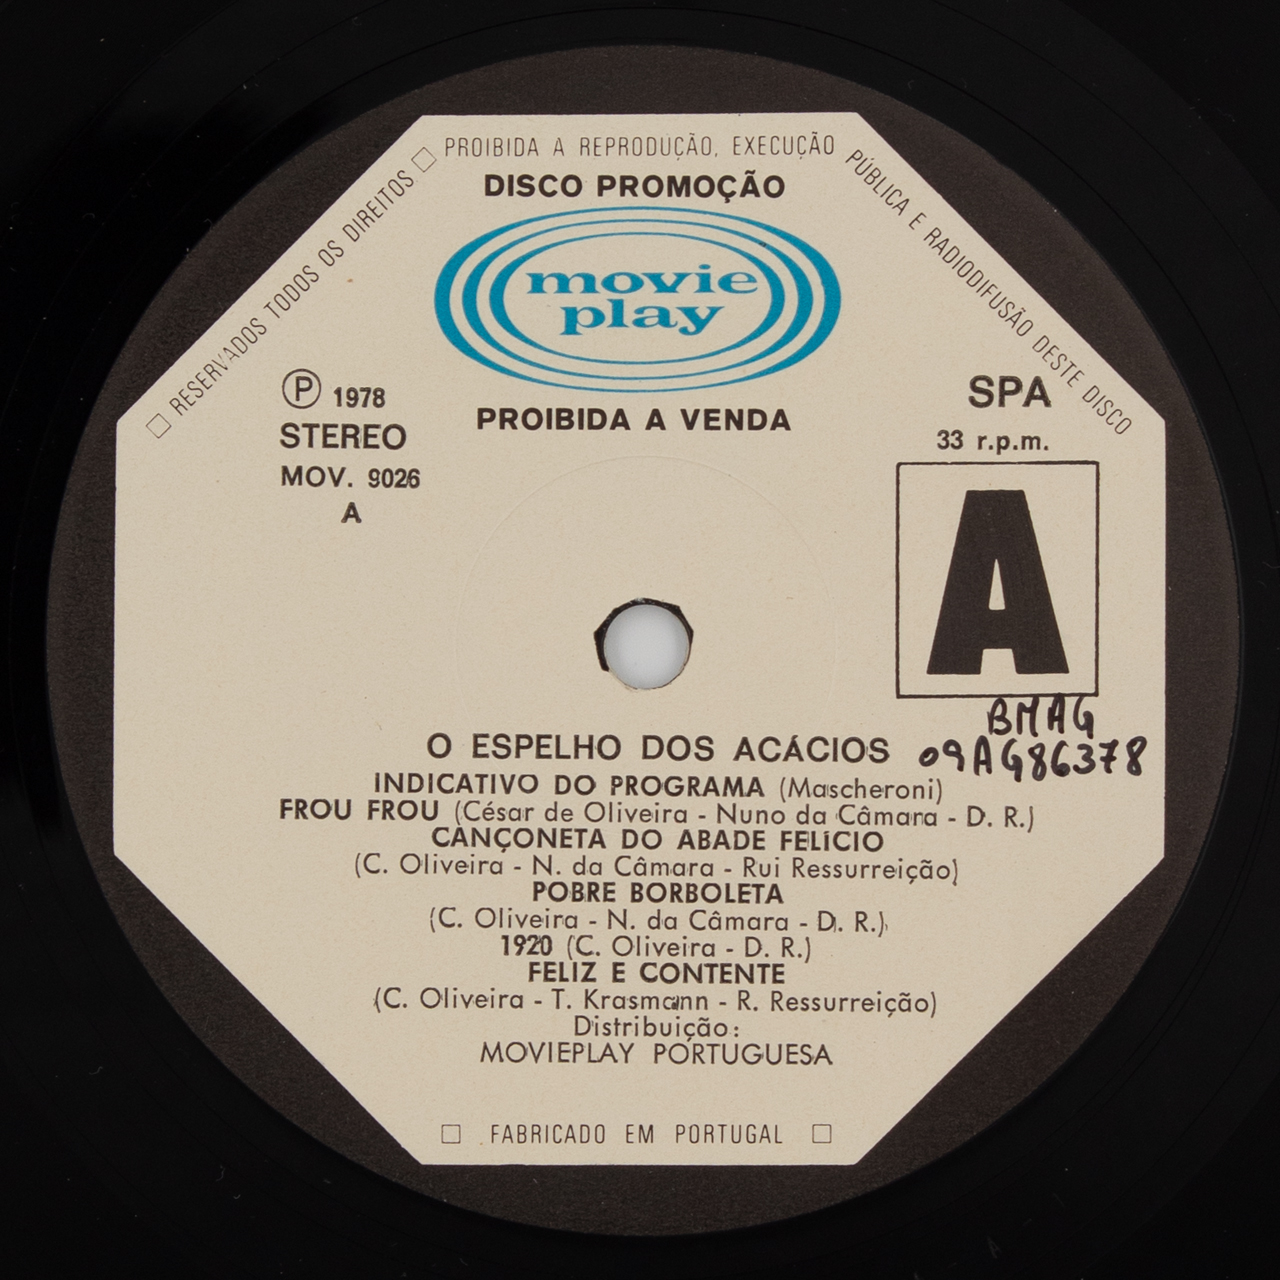 □ RESERVADOS TODOS OS DIREITOS □ PROIBIDA A REPRODUÇÃO, EXECUÇÃO PÚBLICA E RADIODIFUSÃO DESTE DISCO
DISCO PROMOÇÃO
movie
play
PROIBIDA A VENDA
Ⓟ 1978
STEREO
MOV. 9026
A
SPA
33 r.p.m.
A
BMAG
09AG86378
O ESPELHO DOS ACÁCIOS
INDICATIVO DO PROGRAMA (Mascheroni)
FROU FROU (César de Oliveira - Nuno da Câmara - D. R.)
CANÇONETA DO ABADE FELÍCIO
(C. Oliveira - N. da Câmara - Rui Ressurreição)
POBRE BORBOLETA
(C. Oliveira - N. da Câmara - D. R.)
1920 (C. Oliveira - D. R.)
FELIZ E CONTENTE
(C. Oliveira - T. Krasmann - R. Ressurreição)
Distribuição:
MOVIEPLAY PORTUGUESA
□ FABRICADO EM PORTUGAL □